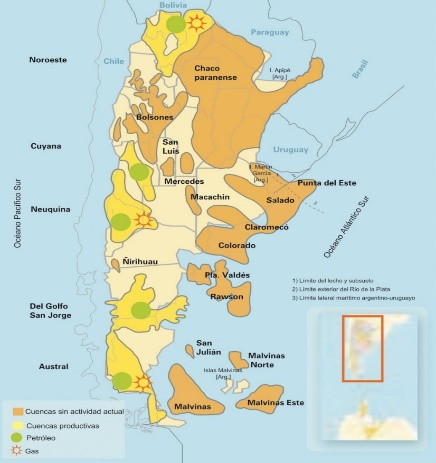 Bolivia
Paraguay
Noroeste
Chile
Chaco
paranense
I. Apipé
[Arg.]
Brasil
Bolsones
Cuyana
San
Luis
Uruguay
I. Martín
García
[Arg.]
Mercedes
Punta del Este
Macachin
Salado
Neuquina
Océano Pacífico Sur
Océano Atlántico Sur
Claromecó
Colorado
Ñirihuau
Pla. Valdés
Rawson
1) Límite del lecho y subsuelo
2) Límite exterior del Río de la Plata
3) Límite lateral marítimo argentino-uruguayo
Del Golfo
San Jorge
San
Julián
Malvinas
Norte
Austral
Islas Malvinas
[Arg.]
Malvinas
Malvinas Este
Cuencas sin actividad actual
Cuencas productivas
Petróleo
Gas